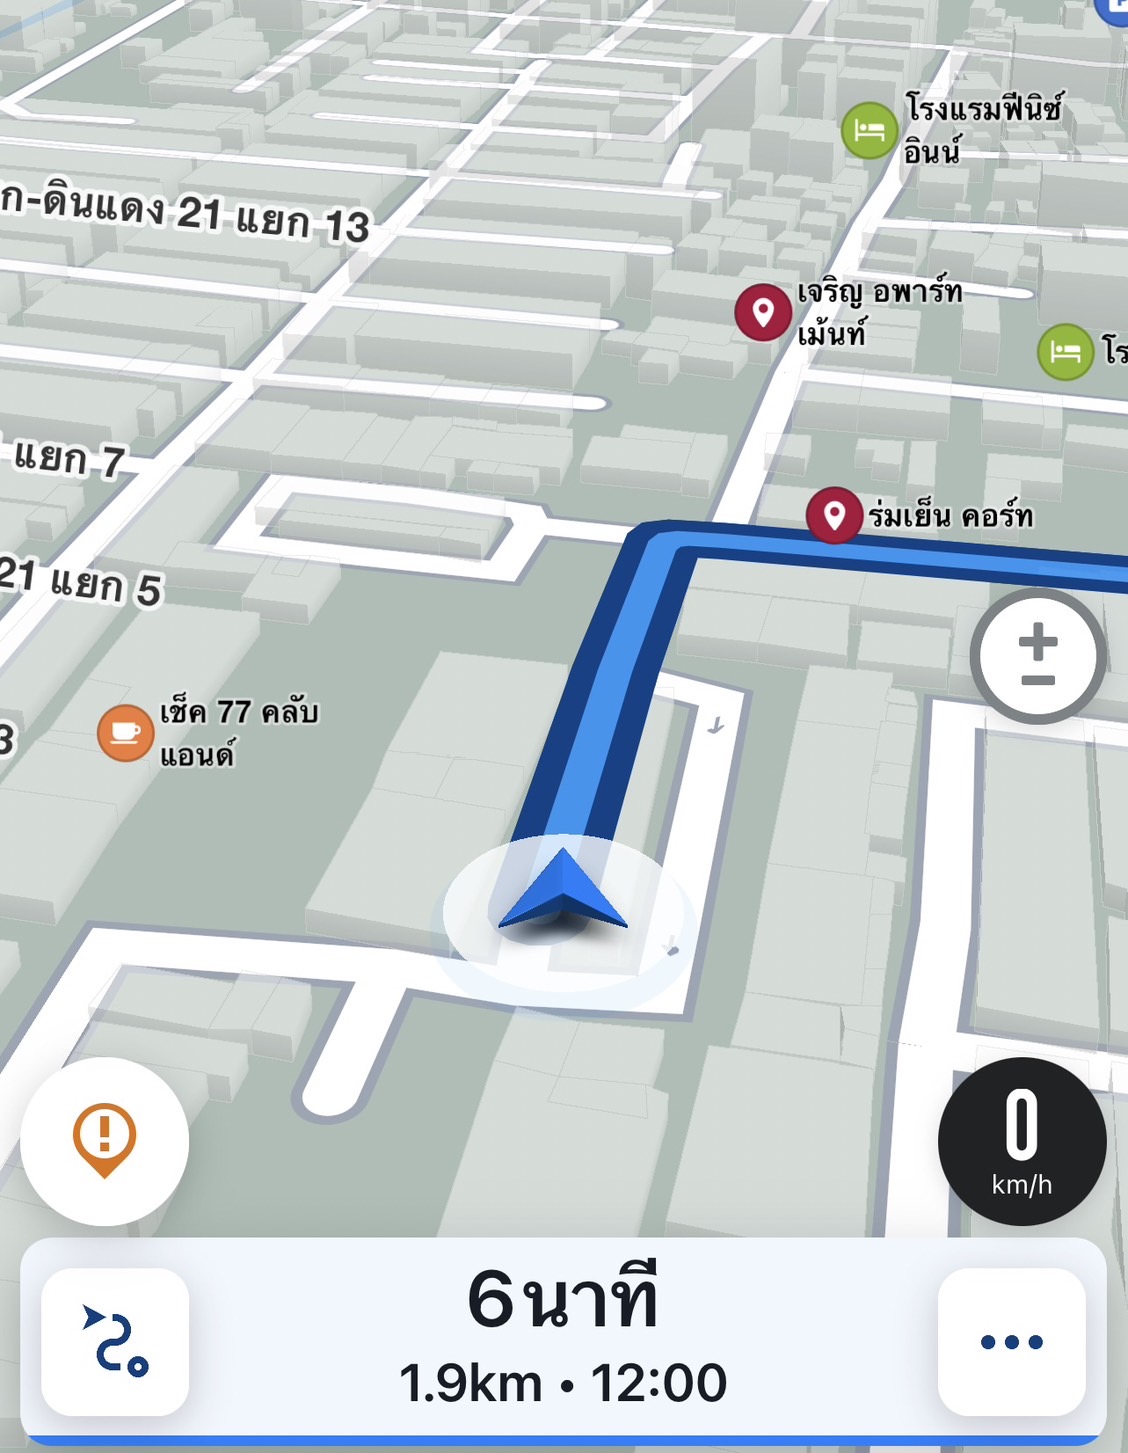 โรงแรมฟีนิซ์
อินน์
ก-ดินแดง 21 แยก 13
เจริญ อพาร์ท
เม้นท์
โร
แยก 7
ร่มเย็น คอร์ท
21 แยก 5
เช็ค 77 คลับ
แอนด์
3
0
km/h
6 นาที
1.9km • 12:00